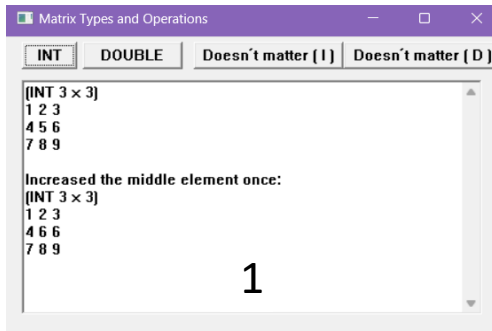 Matrix Types and Operations
INT DOUBLE Doesn´t matter ( I ) Doesn´t matter ( D )
(INT 3 × 3)
1 2 3
4 5 6
7 8 9
Increased the middle element once:
(INT 3 × 3)
1 2 3
4 6 6
7 8 9
1